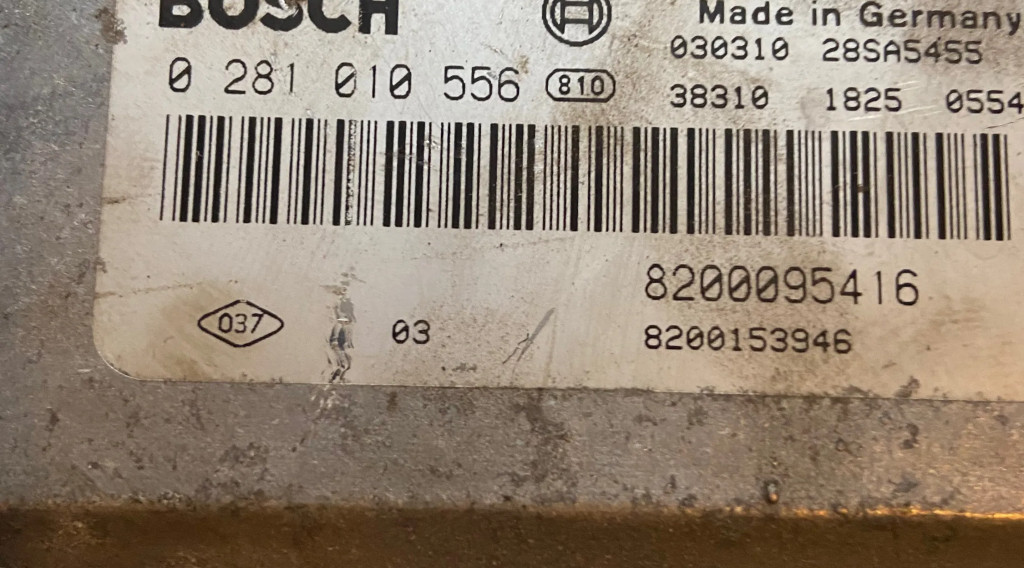 BOSCH
Made in Germany
030310 28SA5455
0 281 010 556 810
38310 1825 0554
8200095416
037 03
8200153946